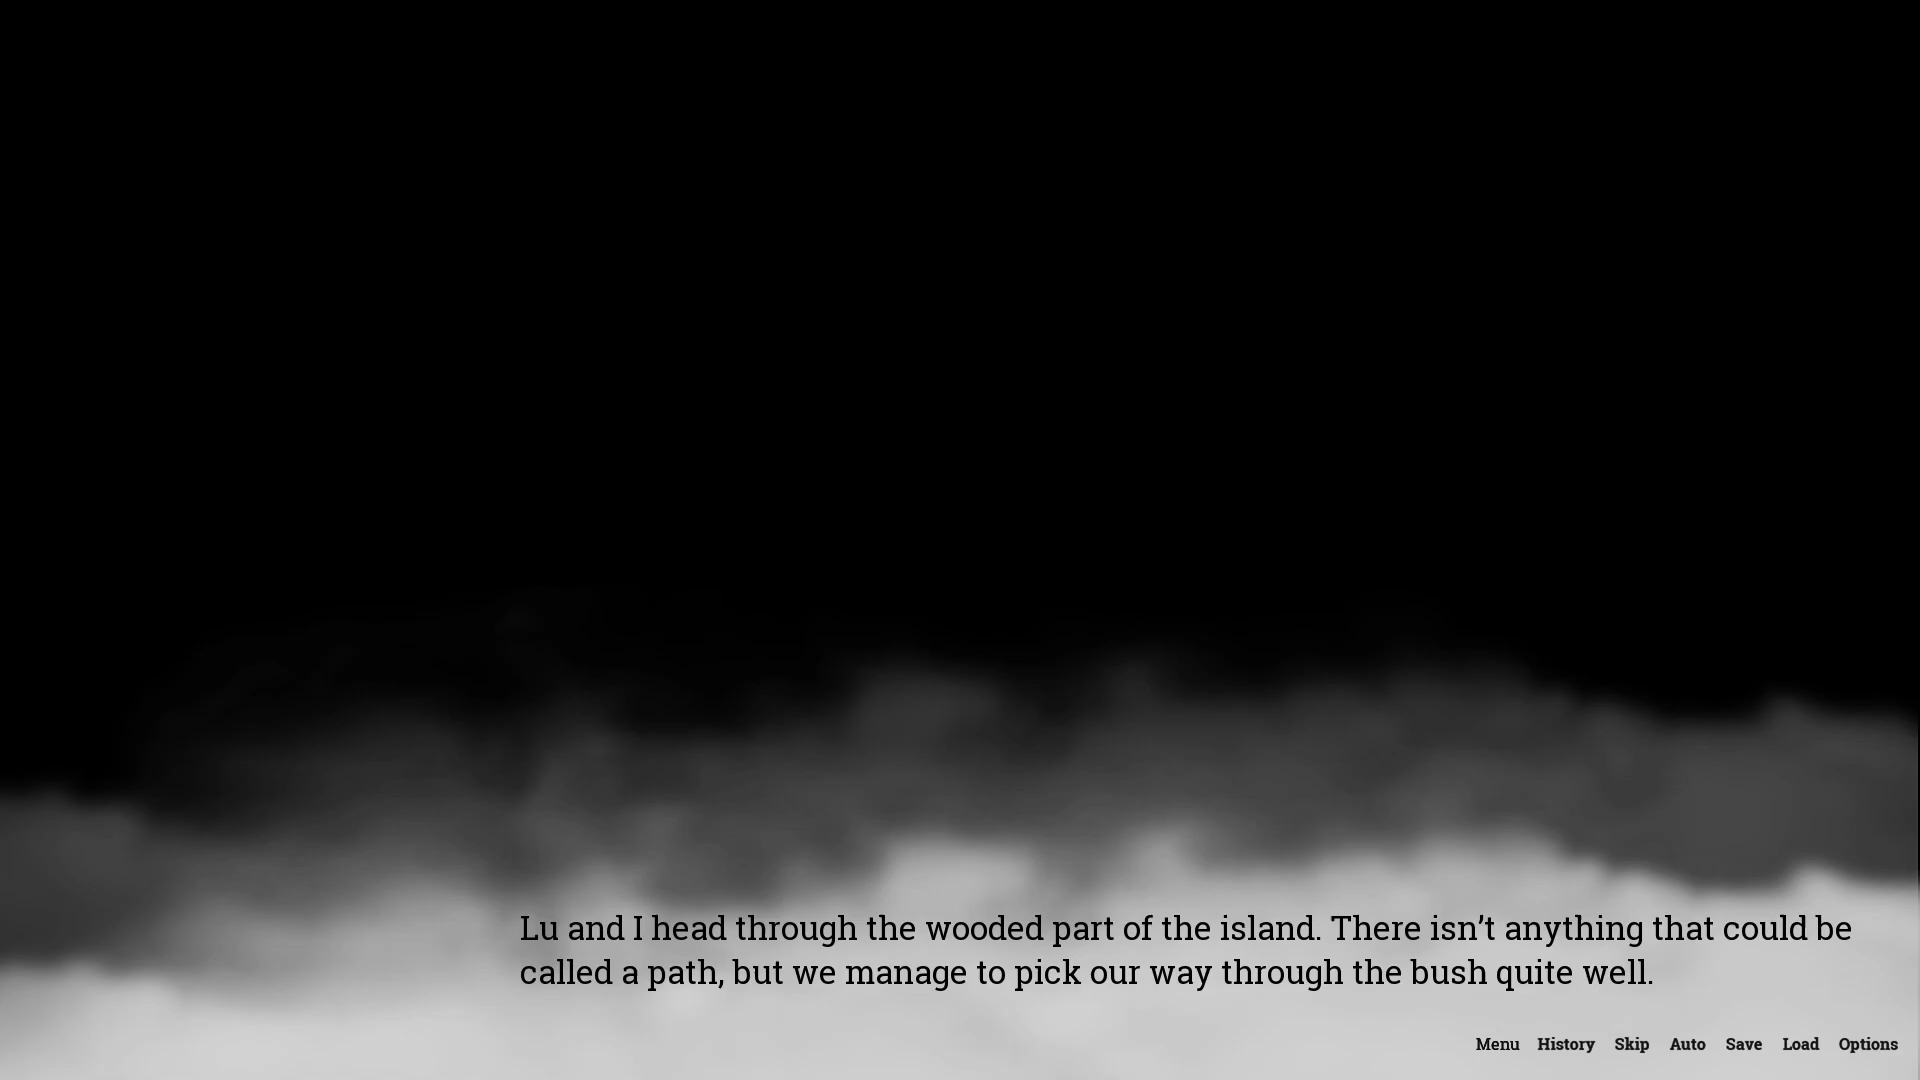 Lu and I head through the wooded part of the island. There isn’t anything that could be
called a path, but we manage to pick our way through the bush quite well.
Menu History Skip Auto Save Load Options